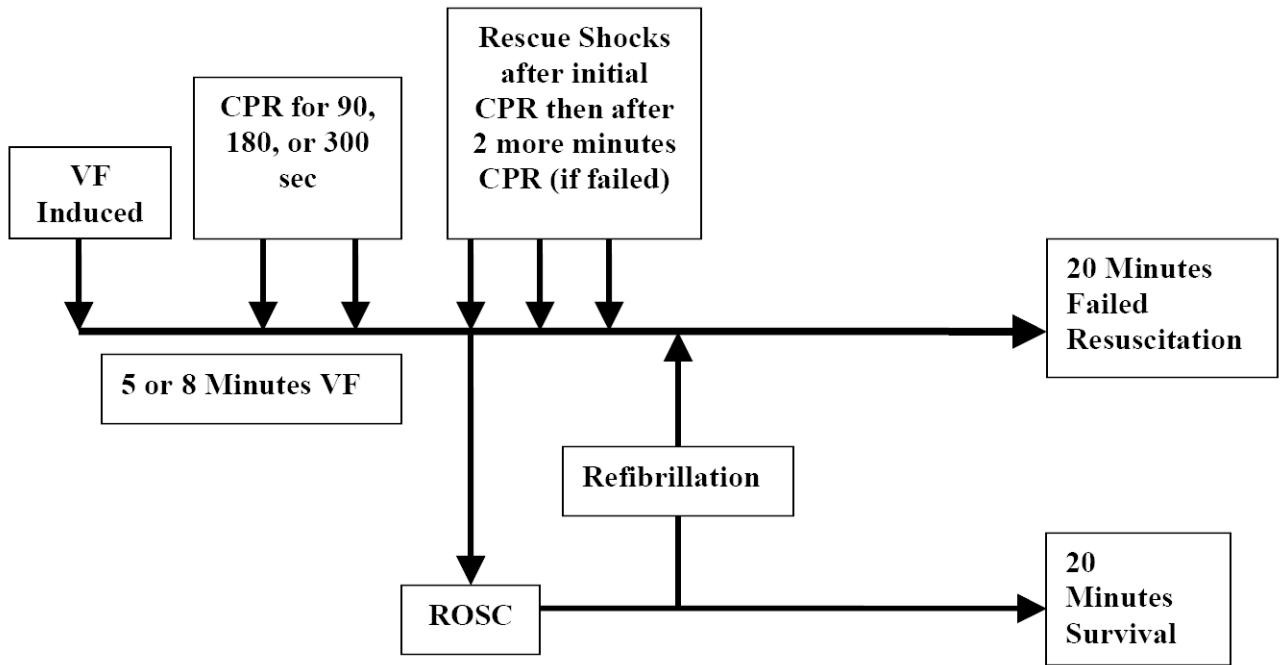 VF
Induced
CPR for 90,
180, or 300
sec
Rescue Shocks
after initial
CPR then after
2 more minutes
CPR (if failed)
20 Minutes
Failed
Resuscitation
5 or 8 Minutes VF
Refibrillation
ROSC
20
Minutes
Survival